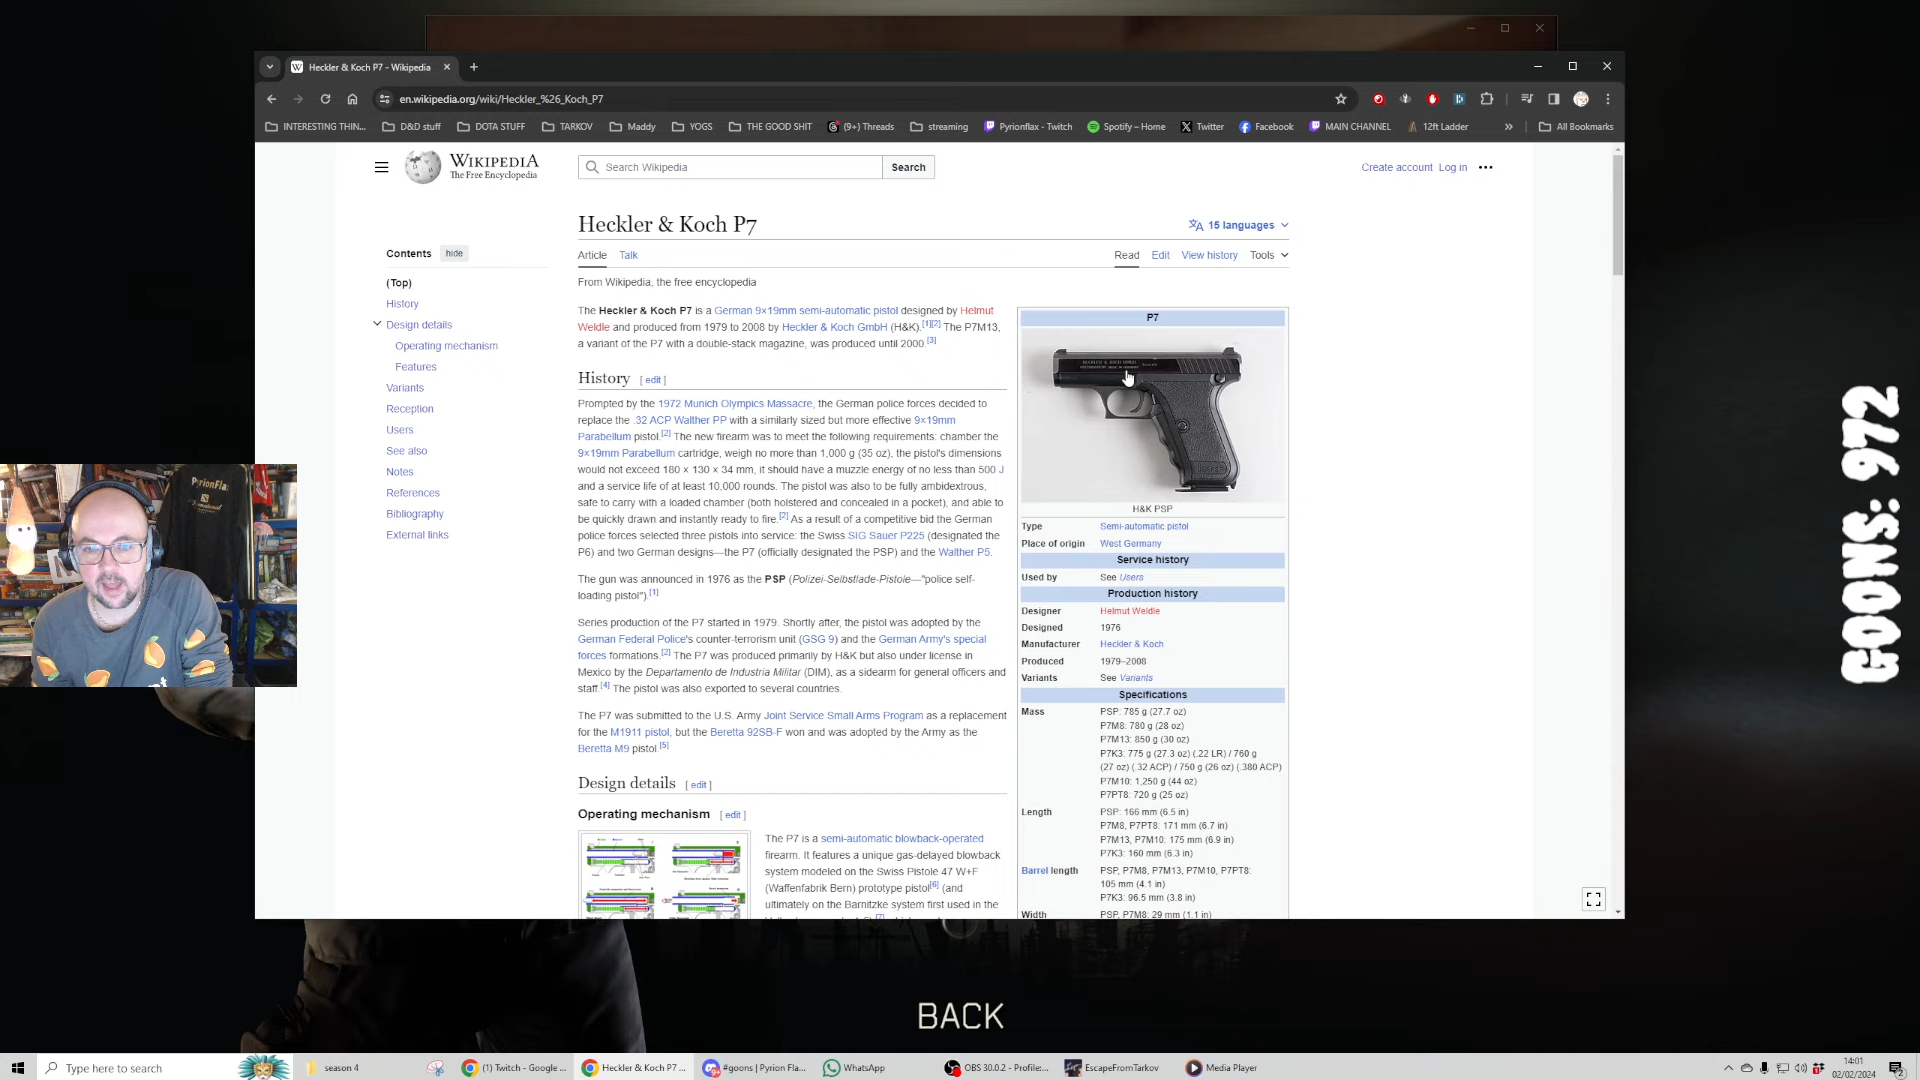 Heckler & Koch P7 - Wikipedia
en.wikipedia.org/wiki/Heckler_%26_Koch_P7
INTERESTING THIN... D&D stuff DOTA STUFF TARKOV Maddy YOGS THE GOOD SHIT (9+) Threads streaming Pyrionflax - Twitch Spotify – Home Twitter Facebook MAIN CHANNEL 12ft Ladder » All Bookmarks
WIKIPEDIA
The Free Encyclopedia
Search Wikipedia
Search
Create account Log in
Heckler & Koch P7
15 languages
Contents hide
Article Talk
Read Edit View history Tools
(Top)
History
Design details
Operating mechanism
Features
Variants
Reception
Users
See also
Notes
References
Bibliography
External links
From Wikipedia, the free encyclopedia
The Heckler & Koch P7 is a German 9×19mm semi-automatic pistol designed by Helmut
Weldle and produced from 1979 to 2008 by Heckler & Koch GmbH (H&K).[1][2] The P7M13,
a variant of the P7 with a double-stack magazine, was produced until 2000.[3]
History [ edit ]
Prompted by the 1972 Munich Olympics Massacre, the German police forces decided to
replace the .32 ACP Walther PP with a similarly sized but more effective 9×19mm
Parabellum pistol.[2] The new firearm was to meet the following requirements: chamber the
9×19mm Parabellum cartridge, weigh no more than 1,000 g (35 oz), the pistol's dimensions
would not exceed 180 × 130 × 34 mm, it should have a muzzle energy of no less than 500 J
and a service life of at least 10,000 rounds. The pistol was also to be fully ambidextrous,
safe to carry with a loaded chamber (both holstered and concealed in a pocket), and able to
be quickly drawn and instantly ready to fire.[2] As a result of a competitive bid the German
police forces selected three pistols into service: the Swiss SIG Sauer P225 (designated the
P6) and two German designs—the P7 (officially designated the PSP) and the Walther P5.
The gun was announced in 1976 as the PSP (Polizei-Selbstlade-Pistole—"police self-
loading pistol").[1]
Series production of the P7 started in 1979. Shortly after, the pistol was adopted by the
German Federal Police's counter-terrorism unit (GSG 9) and the German Army's special
forces formations.[2] The P7 was produced primarily by H&K but also under license in
Mexico by the Departamento de Industria Militar (DIM), as a sidearm for general officers and
staff.[4] The pistol was also exported to several countries.
The P7 was submitted to the U.S. Army Joint Service Small Arms Program as a replacement
for the M1911 pistol, but the Beretta 92SB-F won and was adopted by the Army as the
Beretta M9 pistol.[5]
Design details [ edit ]
Operating mechanism [ edit ]
The P7 is a semi-automatic blowback-operated
firearm. It features a unique gas-delayed blowback
system modeled on the Swiss Pistole 47 W+F
(Waffenfabrik Bern) prototype pistol[6] (and
ultimately on the Barnitzke system first used in the
P7
H&K PSP
Type Semi-automatic pistol
Place of origin West Germany
Service history
Used by See Users
Production history
Designer Helmut Weldle
Designed 1976
Manufacturer Heckler & Koch
Produced 1979–2008
Variants See Variants
Specifications
Mass PSP: 785 g (27.7 oz)
P7M8: 780 g (28 oz)
P7M13: 850 g (30 oz)
P7K3: 775 g (27.3 oz) (.22 LR) / 760 g
(27 oz) (.32 ACP) / 750 g (26 oz) (.380 ACP)
P7M10: 1,250 g (44 oz)
P7PT8: 720 g (25 oz)
Length PSP: 166 mm (6.5 in)
P7M8, P7PT8: 171 mm (6.7 in)
P7M13, P7M10: 175 mm (6.9 in)
P7K3: 160 mm (6.3 in)
Barrel length PSP, P7M8, P7M13, P7M10, P7PT8:
105 mm (4.1 in)
P7K3: 96.5 mm (3.8 in)
Width PSP, P7M8: 29 mm (1.1 in)
PyrionFlax
GOONS: 972
BACK
Type here to search
season 4
(1) Twitch - Google ...
Heckler & Koch P7 ...
#goons | Pyrion Fla...
WhatsApp
OBS 30.0.2 - Profile:...
EscapeFromTarkov
Media Player
14:01
02/02/2024
2